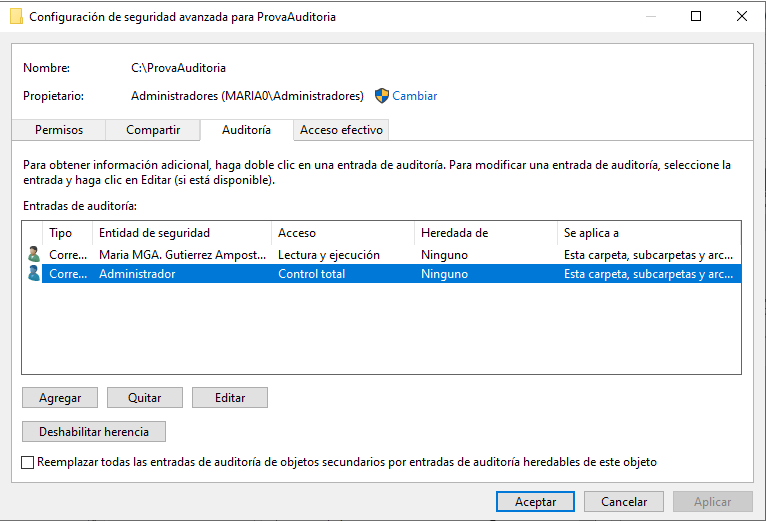 Configuración de seguridad avanzada para ProvaAuditoria
Nombre: C:\ProvaAuditoria
Propietario: Administradores (MARIA0\Administradores) Cambiar
Permisos Compartir Auditoría Acceso efectivo
Para obtener información adicional, haga doble clic en una entrada de auditoría. Para modificar una entrada de auditoría, seleccione la
entrada y haga clic en Editar (si está disponible).
Entradas de auditoría:
Tipo Entidad de seguridad Acceso Heredada de Se aplica a
Corre... Maria MGA. Gutierrez Ampost... Lectura y ejecución Ninguno Esta carpeta, subcarpetas y arc...
Corre... Administrador Control total Ninguno Esta carpeta, subcarpetas y arc...
Agregar Quitar Editar
Deshabilitar herencia
Reemplazar todas las entradas de auditoría de objetos secundarios por entradas de auditoría heredables de este objeto
Aceptar Cancelar Aplicar